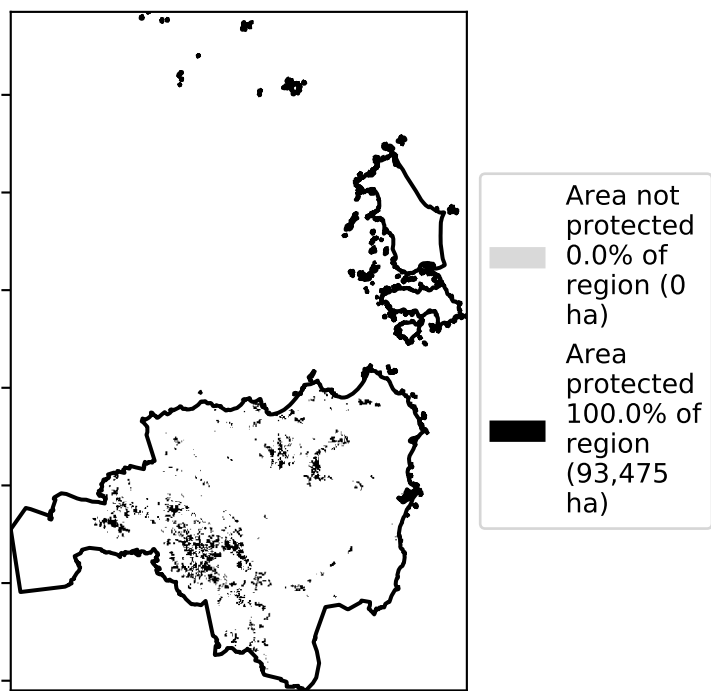 Area not
protected
0.0% of
region (0
ha)
Area
protected
100.0% of
region
(93,475
ha)